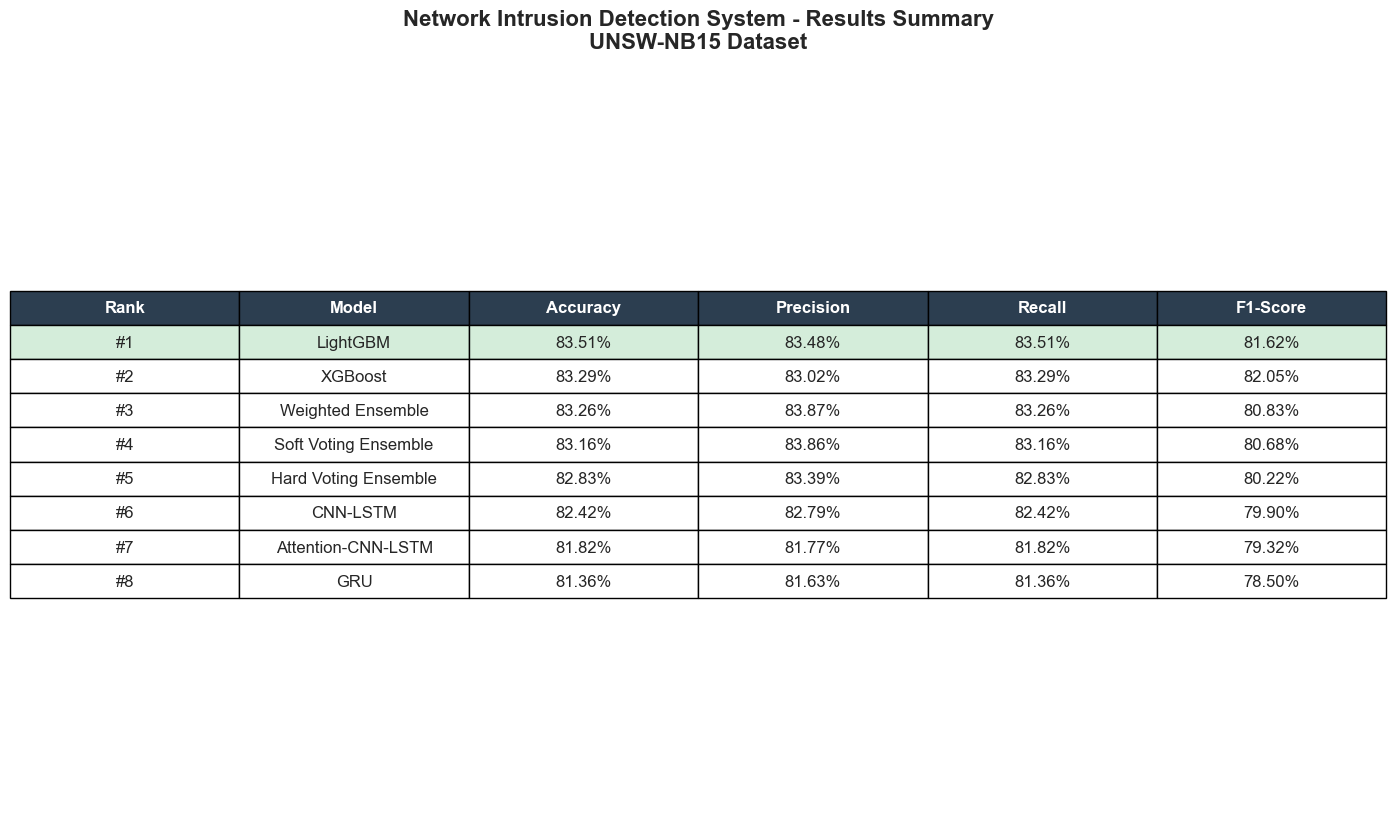 Network Intrusion Detection System - Results Summary
UNSW-NB15 Dataset
Rank Model Accuracy Precision Recall F1-Score
#1 LightGBM 83.51% 83.48% 83.51% 81.62%
#2 XGBoost 83.29% 83.02% 83.29% 82.05%
#3 Weighted Ensemble 83.26% 83.87% 83.26% 80.83%
#4 Soft Voting Ensemble 83.16% 83.86% 83.16% 80.68%
#5 Hard Voting Ensemble 82.83% 83.39% 82.83% 80.22%
#6 CNN-LSTM 82.42% 82.79% 82.42% 79.90%
#7 Attention-CNN-LSTM 81.82% 81.77% 81.82% 79.32%
#8 GRU 81.36% 81.63% 81.36% 78.50%